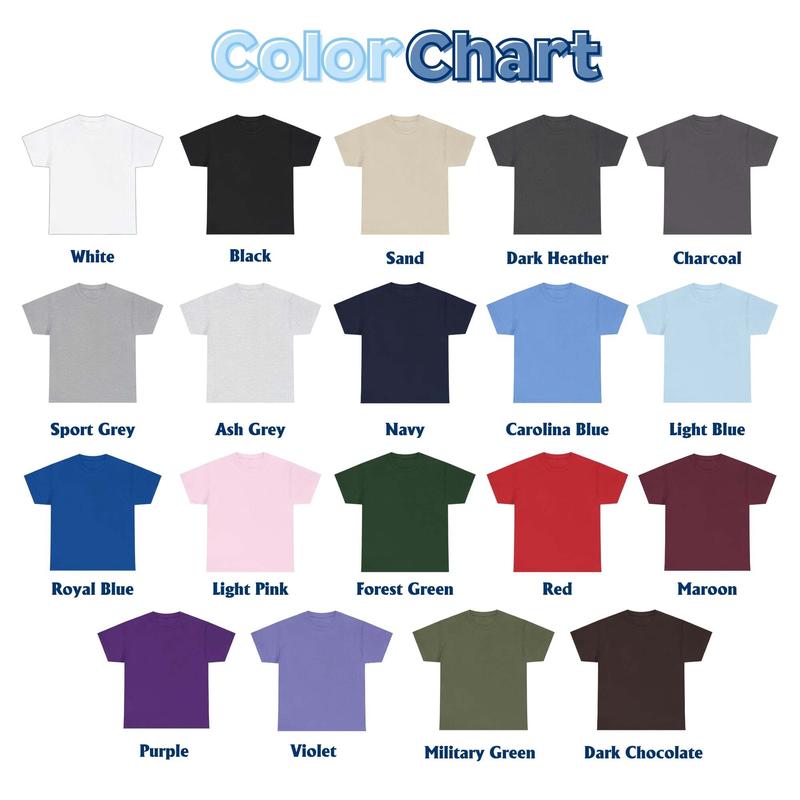 Color Chart
White Black Sand Dark Heather Charcoal
Sport Grey Ash Grey Navy Carolina Blue Light Blue
Royal Blue Light Pink Forest Green Red Maroon
Purple Violet Military Green Dark Chocolate